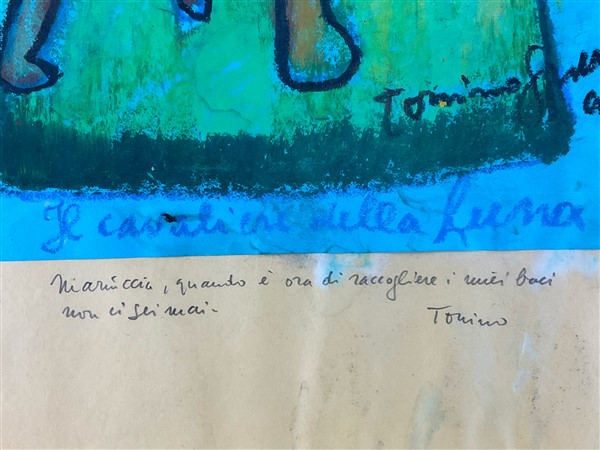 Tonino Guerra
Il cavaliere della Luna
Mariuccia, quando è ora di raccogliere i miei baci
non ci sei mai.
Tonino